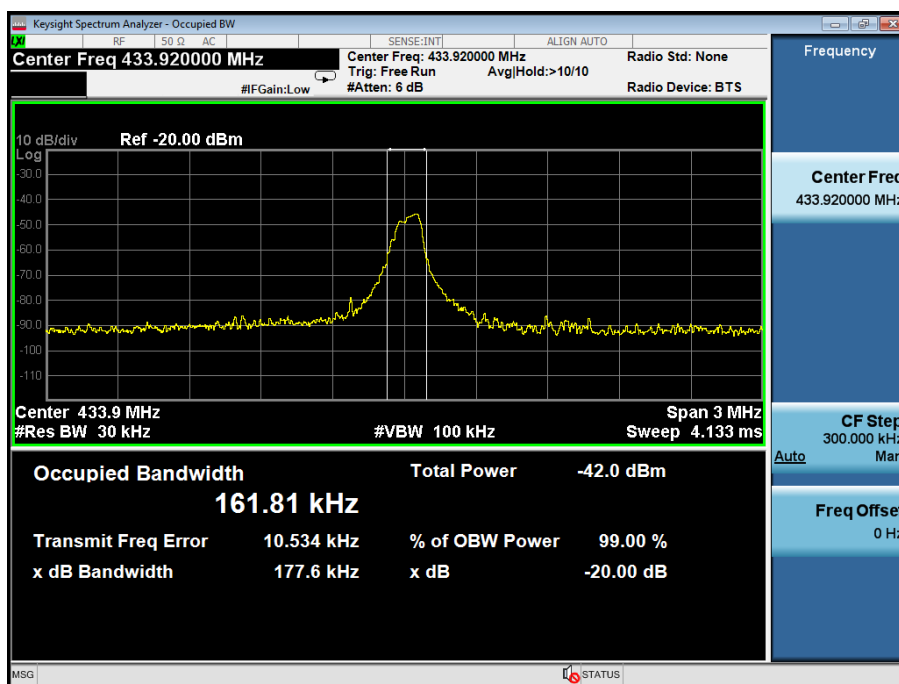 Keysight Spectrum Analyzer - Occupied BW
LXI RF 50 Ω AC SENSE:INT ALIGN AUTO
Center Freq 433.920000 MHz
Center Freq: 433.920000 MHz
Radio Std: None
Trig: Free Run Avg|Hold:>10/10
#IFGain:Low
#Atten: 6 dB
Radio Device: BTS
Frequency
10 dB/div Ref -20.00 dBm
Log
-30.0
-40.0
-50.0
-60.0
-70.0
-80.0
-90.0
-100
-110
Center Freq
433.920000 MHz
Center 433.9 MHz
Span 3 MHz
#Res BW 30 kHz
#VBW 100 kHz
Sweep 4.133 ms
CF Step
300.000 kHz
Auto Man
Occupied Bandwidth
161.81 kHz
Total Power -42.0 dBm
Transmit Freq Error 10.534 kHz
% of OBW Power 99.00 %
x dB Bandwidth 177.6 kHz
x dB -20.00 dB
Freq Offset
0 Hz
MSG
STATUS